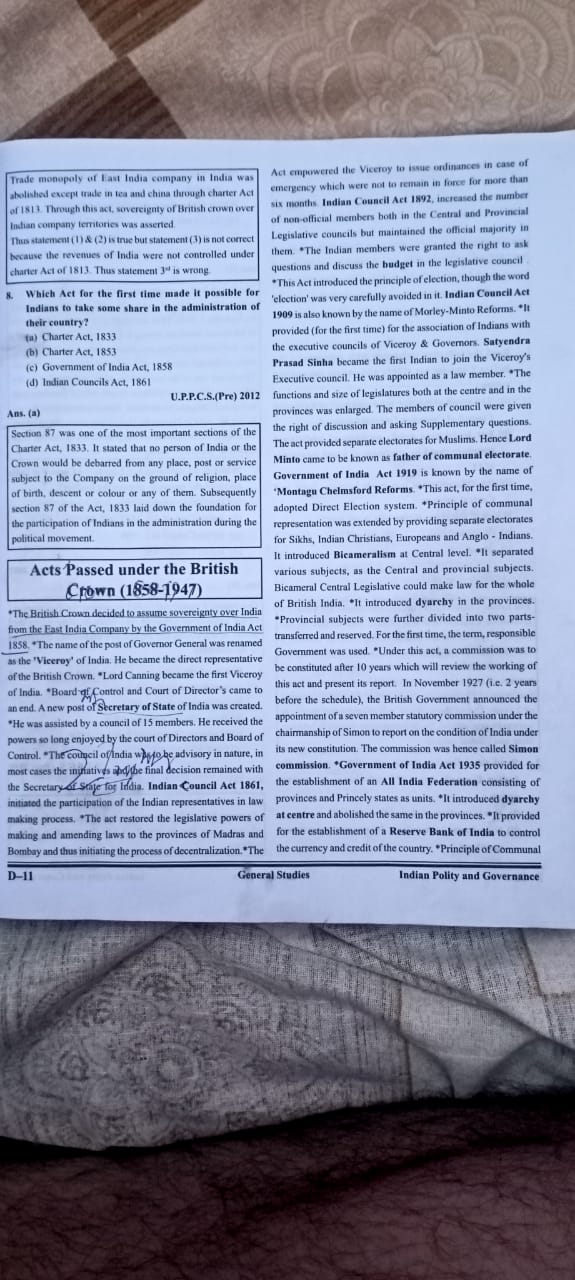 Trade monopoly of East India company in India was
abolished except trade in tea and china through charter Act
of 1813. Through this act, sovereignty of British crown over
Indian company territories was asserted.
Thus statement (1) & (2) is true but statement (3) is not correct
because the revenues of India were not controlled under
charter Act of 1813. Thus statement 3rd is wrong.
8. Which Act for the first time made it possible for
Indians to take some share in the administration of
their country?
(a) Charter Act, 1833
(b) Charter Act, 1853
(c) Government of India Act, 1858
(d) Indian Councils Act, 1861
U.P.P.C.S.(Pre) 2012
Ans. (a)
Section 87 was one of the most important sections of the
Charter Act, 1833. It stated that no person of India or the
Crown would be debarred from any place, post or service
subject to the Company on the ground of religion, place
of birth, descent or colour or any of them. Subsequently
section 87 of the Act, 1833 laid down the foundation for
the participation of Indians in the administration during the
political movement.
Acts Passed under the British
Crown (1858-1947)
*The British Crown decided to assume sovereignty over India
from the East India Company by the Government of India Act
1858. *The name of the post of Governor General was renamed
as the 'Viceroy' of India. He became the direct representative
of the British Crown. *Lord Canning became the first Viceroy
of India. *Board of Control and Court of Director's came to
an end. A new post of Secretary of State of India was created.
*He was assisted by a council of 15 members. He received the
powers so long enjoyed by the court of Directors and Board of
Control. *The council of India was to be advisory in nature, in
most cases the initiatives and the final decision remained with
the Secretary of State for India. Indian Council Act 1861,
initiated the participation of the Indian representatives in law
making process. *The act restored the legislative powers of
making and amending laws to the provinces of Madras and
Bombay and thus initiating the process of decentralization.*The
Act empowered the Viceroy to issue ordinances in case of
emergency which were not to remain in force for more than
six months. Indian Council Act 1892, increased the number
of non-official members both in the Central and Provincial
Legislative councils but maintained the official majority in
them. *The Indian members were granted the right to ask
questions and discuss the budget in the legislative council .
*This Act introduced the principle of election, though the word
'election' was very carefully avoided in it. Indian Council Act
1909 is also known by the name of Morley-Minto Reforms. *It
provided (for the first time) for the association of Indians with
the executive councils of Viceroy & Governors. Satyendra
Prasad Sinha became the first Indian to join the Viceroy's
Executive council. He was appointed as a law member. *The
functions and size of legislatures both at the centre and in the
provinces was enlarged. The members of council were given
the right of discussion and asking Supplementary questions.
The act provided separate electorates for Muslims. Hence Lord
Minto came to be known as father of communal electorate.
Government of India Act 1919 is known by the name of
'Montagu Chelmsford Reforms. *This act, for the first time,
adopted Direct Election system. *Principle of communal
representation was extended by providing separate electorates
for Sikhs, Indian Christians, Europeans and Anglo - Indians.
It introduced Bicameralism at Central level. *It separated
various subjects, as the Central and provincial subjects.
Bicameral Central Legislative could make law for the whole
of British India. *It introduced dyarchy in the provinces.
*Provincial subjects were further divided into two parts-
transferred and reserved. For the first time, the term, responsible
Government was used. *Under this act, a commission was to
be constituted after 10 years which will review the working of
this act and present its report. In November 1927 (i.e. 2 years
before the schedule), the British Government announced the
appointment of a seven member statutory commission under the
chairmanship of Simon to report on the condition of India under
its new constitution. The commission was hence called Simon
commission. *Government of India Act 1935 provided for
the establishment of an All India Federation consisting of
provinces and Princely states as units. *It introduced dyarchy
at centre and abolished the same in the provinces. *It provided
for the establishment of a Reserve Bank of India to control
the currency and credit of the country. *Principle of Communal
D–11 General Studies Indian Polity and Governance